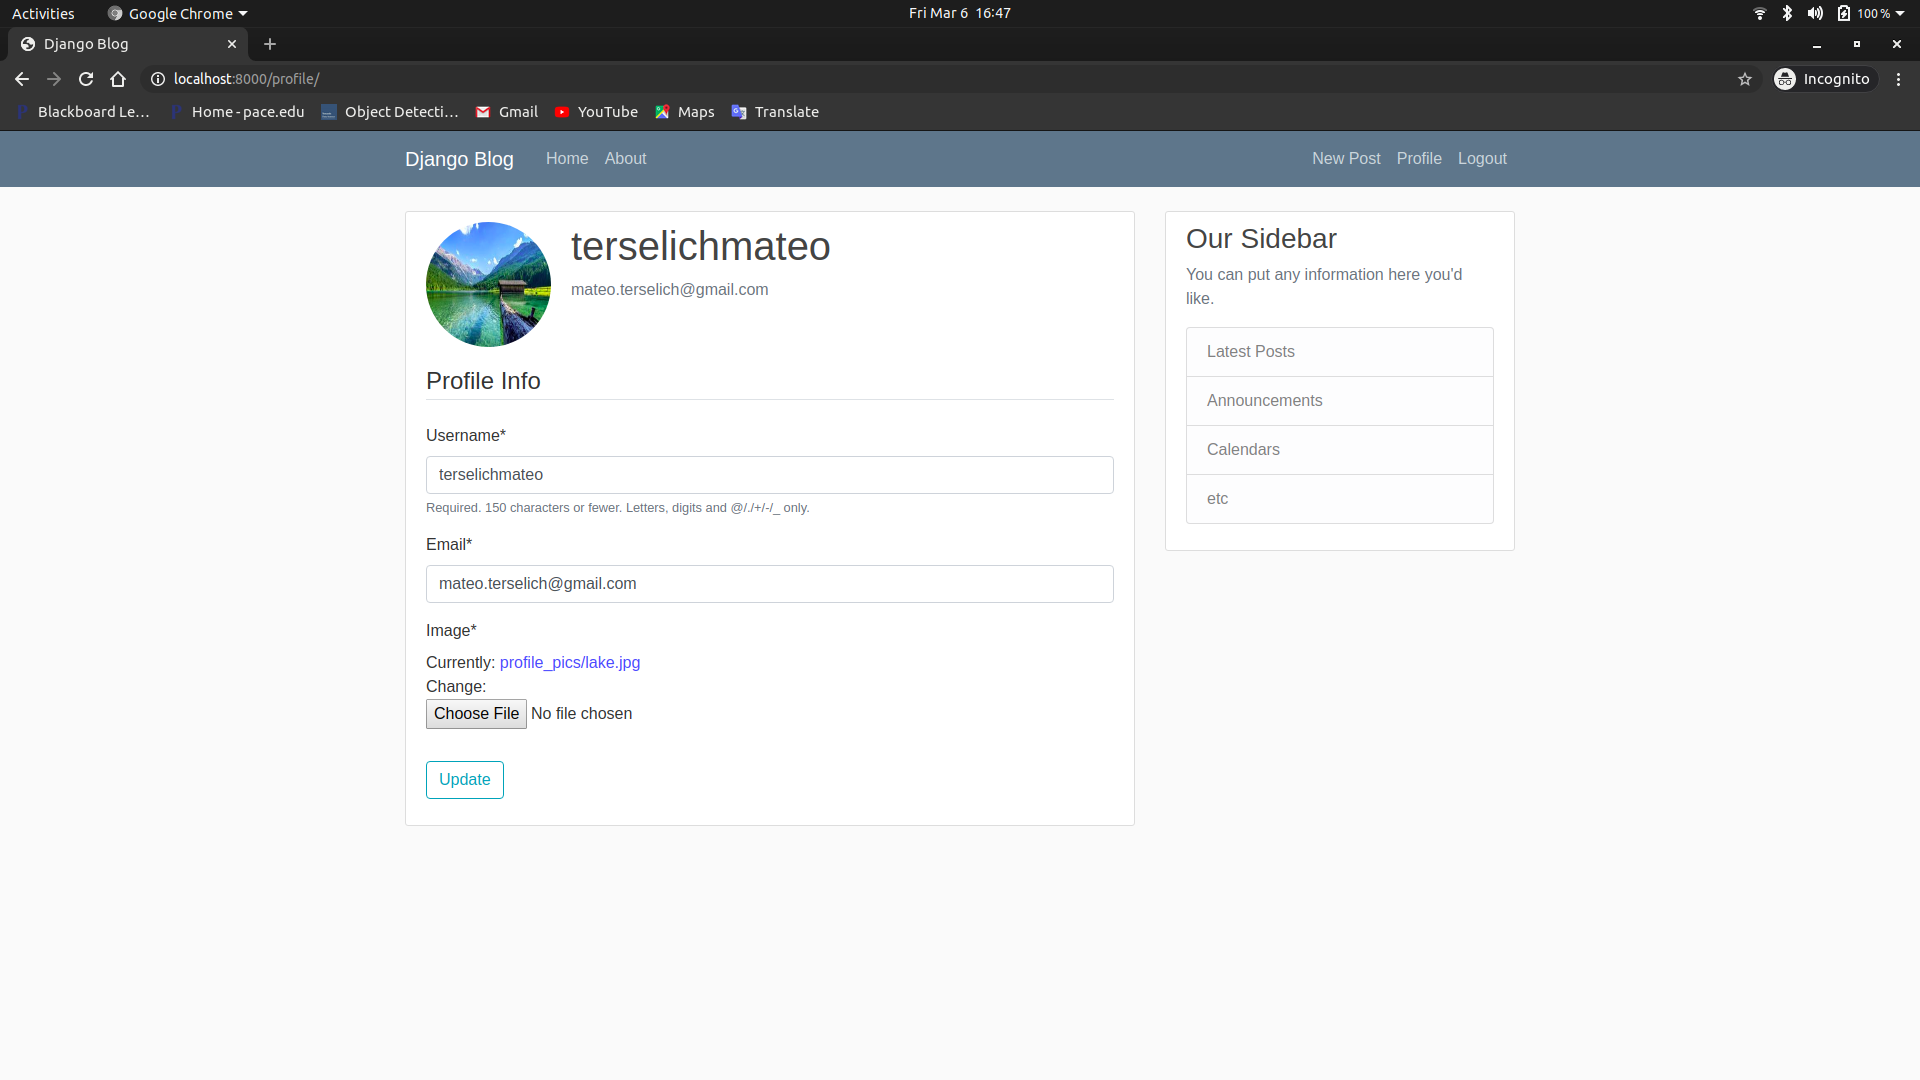 Activities Google Chrome Fri Mar 6 16:47 100 %
Django Blog
localhost:8000/profile/ Incognito
Blackboard Le… Home - pace.edu Object Detecti… Gmail YouTube Maps Translate
Django Blog Home About New Post Profile Logout
terselichmateo
mateo.terselich@gmail.com
Profile Info
Username*
terselichmateo
Required. 150 characters or fewer. Letters, digits and @/./+/-/_ only.
Email*
mateo.terselich@gmail.com
Image*
Currently: profile_pics/lake.jpg
Change:
Choose File No file chosen
Update
Our Sidebar
You can put any information here you'd
like.
Latest Posts
Announcements
Calendars
etc